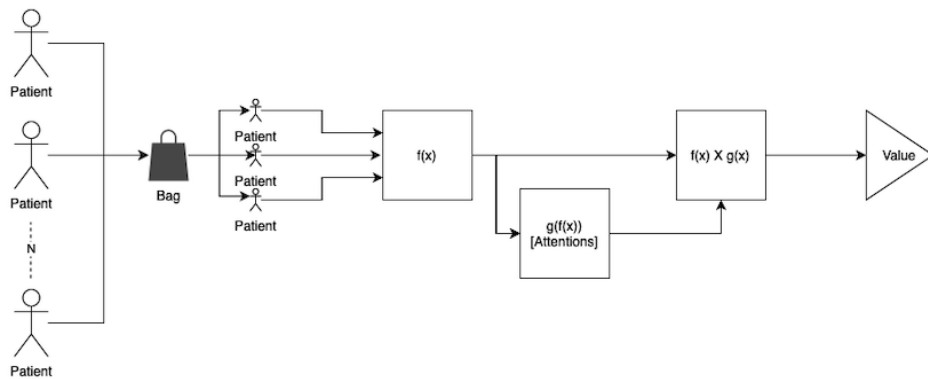 Patient
Patient
N
Patient
Bag
Patient
Patient
Patient
f(x)
g(f(x))
[Attentions]
f(x) X g(x)
Value